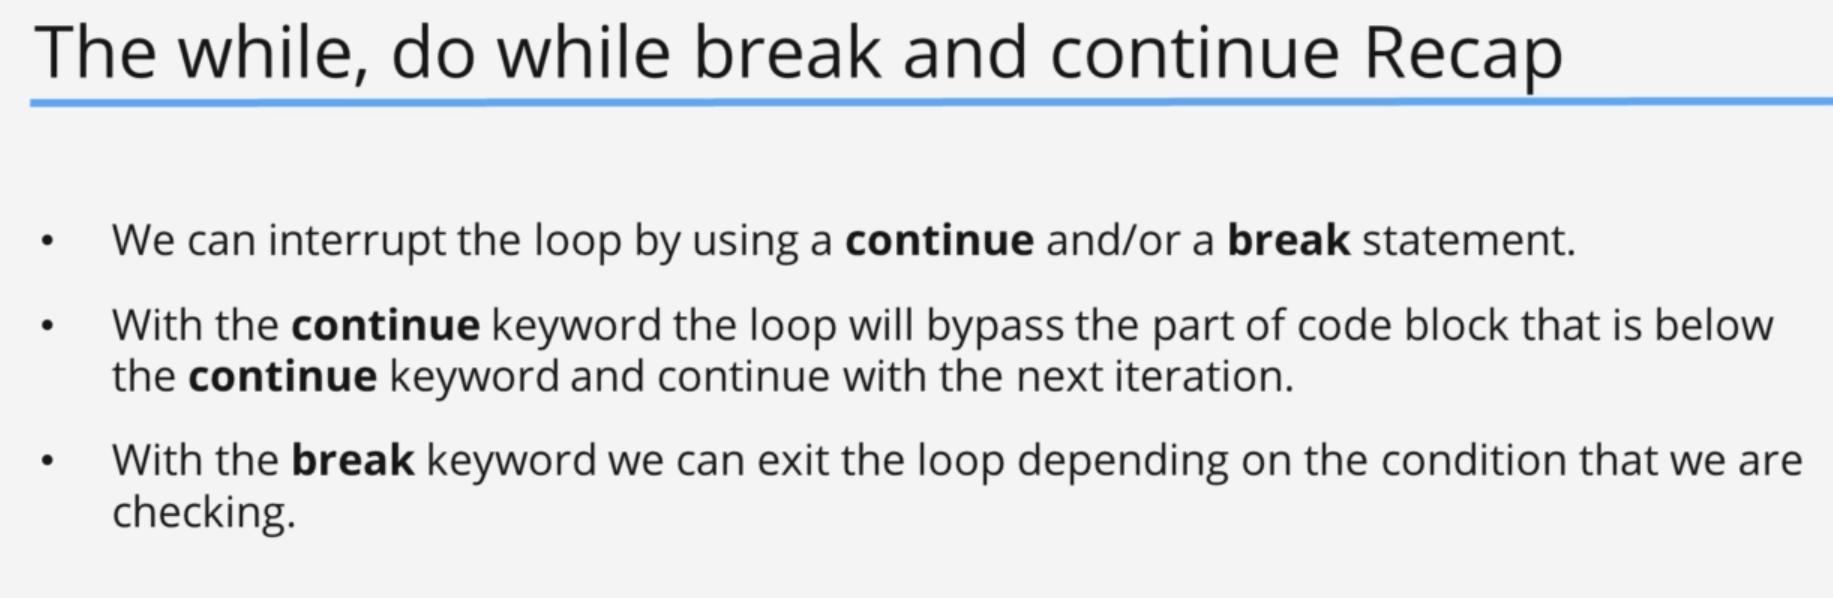 The while, do while break and continue Recap
• We can interrupt the loop by using a continue and/or a break statement.
• With the continue keyword the loop will bypass the part of code block that is below
the continue keyword and continue with the next iteration.
• With the break keyword we can exit the loop depending on the condition that we are
checking.